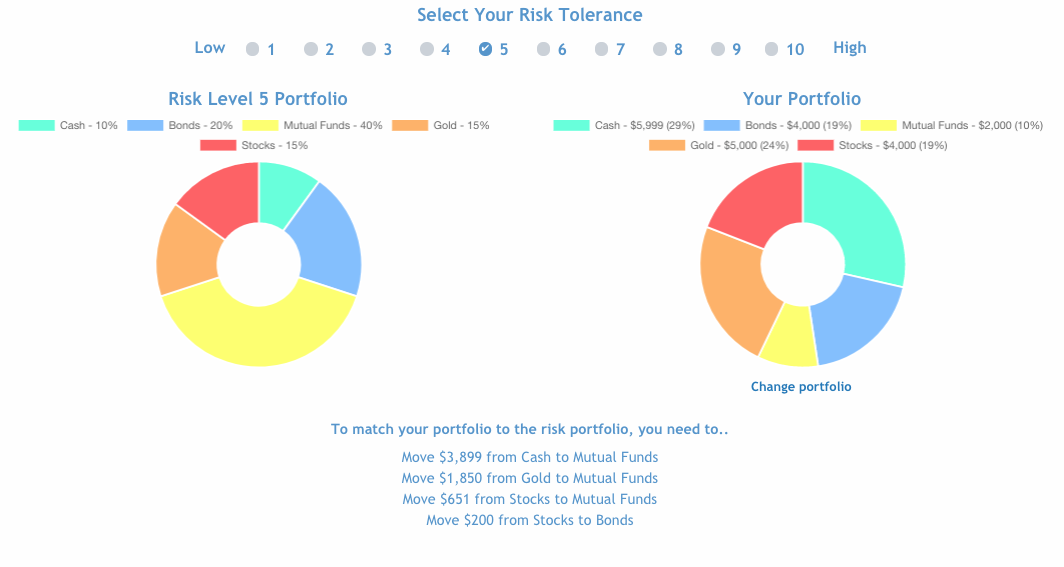 Select Your Risk Tolerance
Low 1 2 3 4 5 6 7 8 9 10 High
Risk Level 5 Portfolio
Cash - 10% Bonds - 20% Mutual Funds - 40% Gold - 15%
Stocks - 15%
Your Portfolio
Cash - $5,999 (29%) Bonds - $4,000 (19%) Mutual Funds - $2,000 (10%)
Gold - $5,000 (24%) Stocks - $4,000 (19%)
Change portfolio
To match your portfolio to the risk portfolio, you need to..
Move $3,899 from Cash to Mutual Funds
Move $1,850 from Gold to Mutual Funds
Move $651 from Stocks to Mutual Funds
Move $200 from Stocks to Bonds